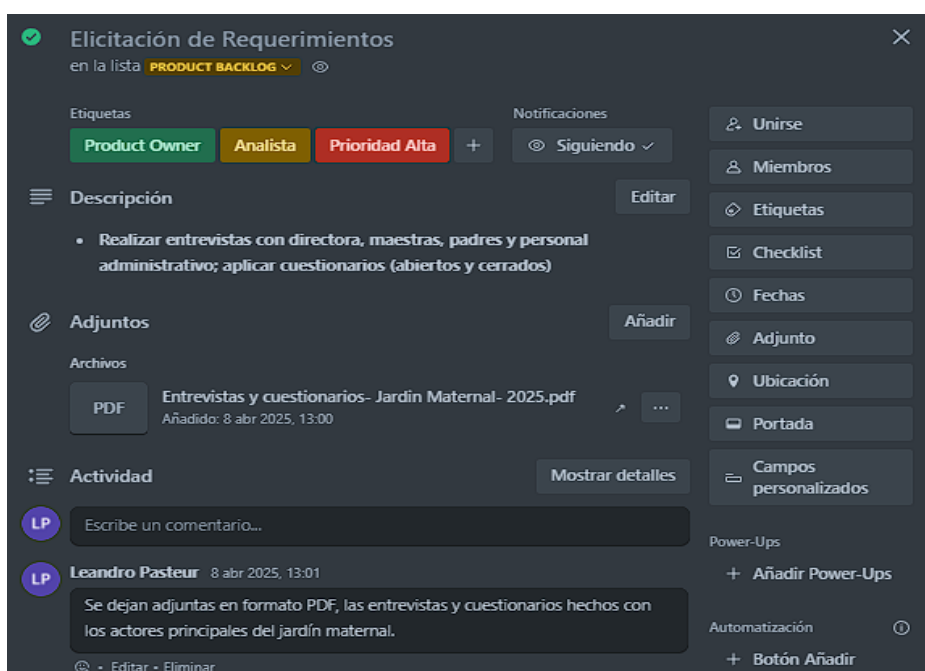 Elicitación de Requerimientos
en la lista PRODUCT BACKLOG
Etiquetas
Product Owner
Analista
Prioridad Alta
+
Notificaciones
Siguiendo
Descripción
Editar
• Realizar entrevistas con directora, maestras, padres y personal
administrativo; aplicar cuestionarios (abiertos y cerrados)
Adjuntos
Añadir
Archivos
PDF
Entrevistas y cuestionarios- Jardin Maternal- 2025.pdf
Añadido: 8 abr 2025, 13:00
Actividad
Mostrar detalles
LP
Escribe un comentario...
LP
Leandro Pasteur 8 abr 2025, 13:01
Se dejan adjuntas en formato PDF, las entrevistas y cuestionarios hechos con
los actores principales del jardín maternal.
• Editar • Eliminar
Unirse
Miembros
Etiquetas
Checklist
Fechas
Adjunto
Ubicación
Portada
Campos
personalizados
Power-Ups
+ Añadir Power-Ups
Automatización
+ Botón Añadir